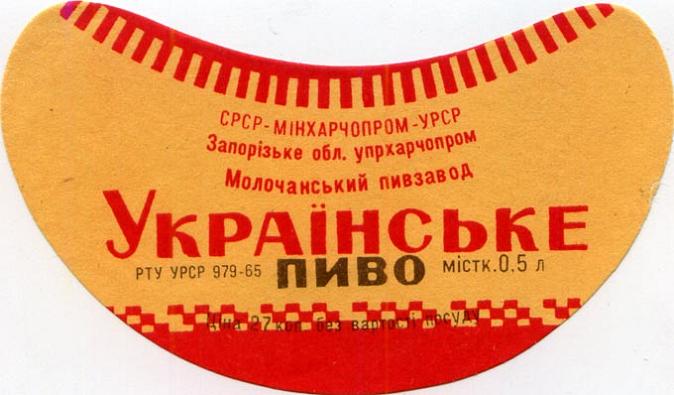 СРСР-МІНХАРЧОПРОМ-УРСР
Запорізьке обл. упрхарчопром
Молочанський пивзавод
УКРАЇНСЬКЕ
РТУ УРСР 979-65 ПИВО МІСТК. 0.5 л
Ціна 27 коп. без вартості посуду